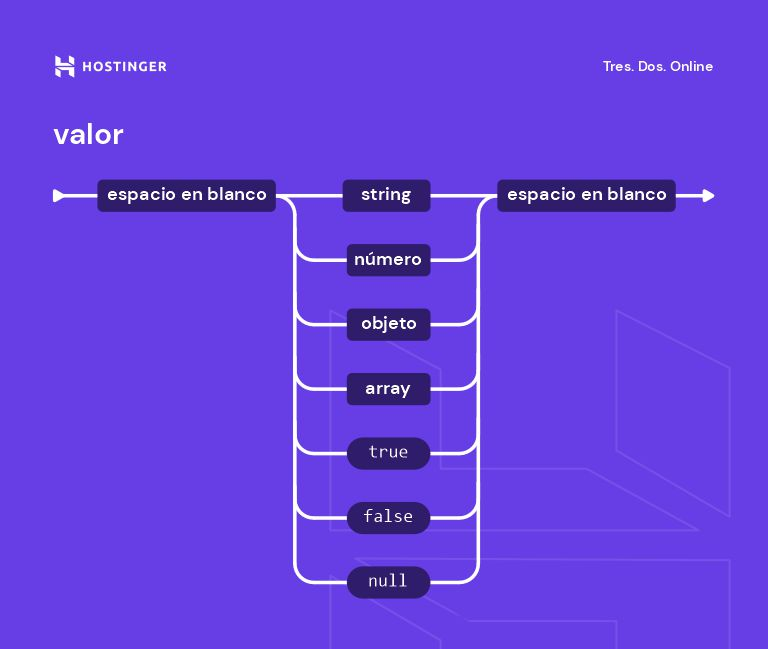 HOSTINGER
Tres. Dos. Online
valor
espacio en blanco string espacio en blanco
número
objeto
array
true
false
null